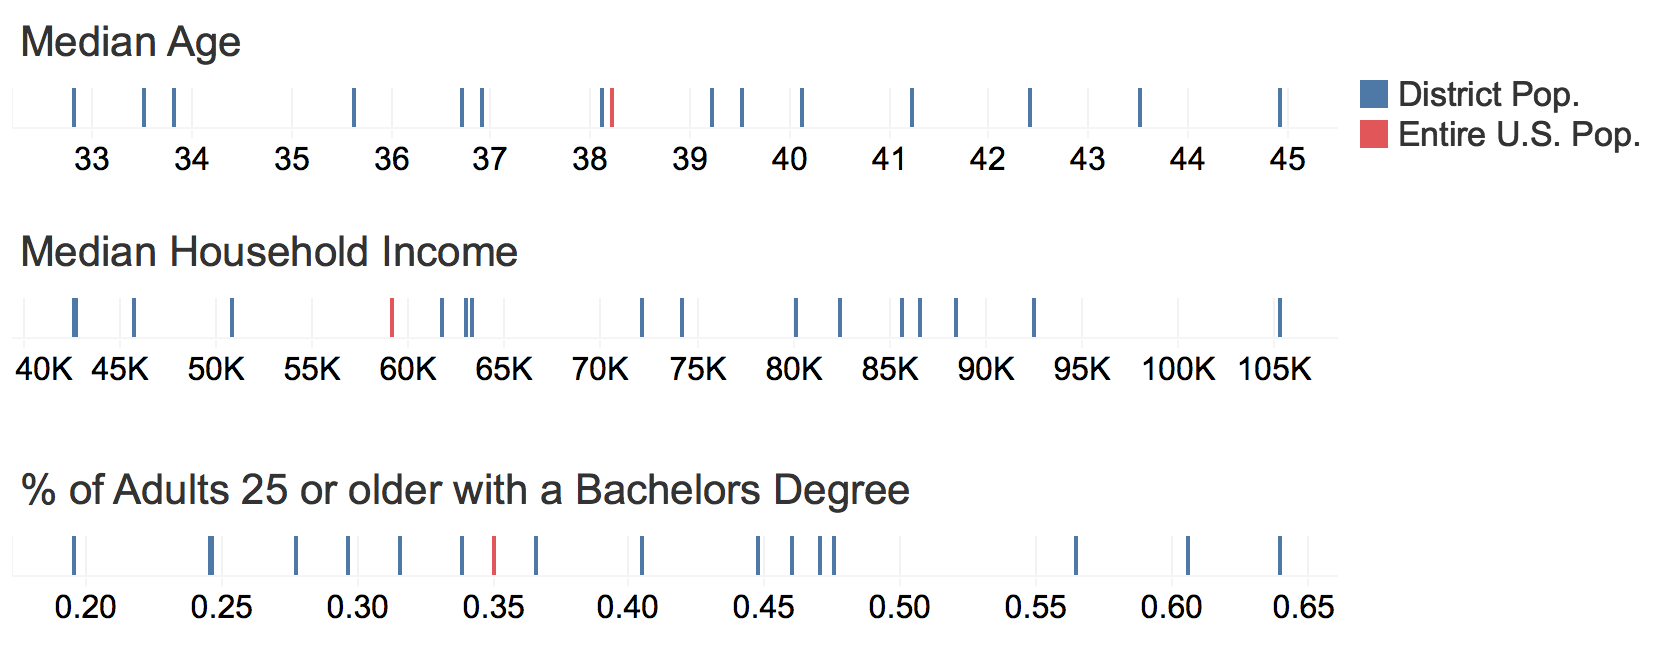 Median Age
District Pop.
Entire U.S. Pop.
33 34 35 36 37 38 39 40 41 42 43 44 45
Median Household Income
40K 45K 50K 55K 60K 65K 70K 75K 80K 85K 90K 95K 100K 105K
% of Adults 25 or older with a Bachelors Degree
0.20 0.25 0.30 0.35 0.40 0.45 0.50 0.55 0.60 0.65